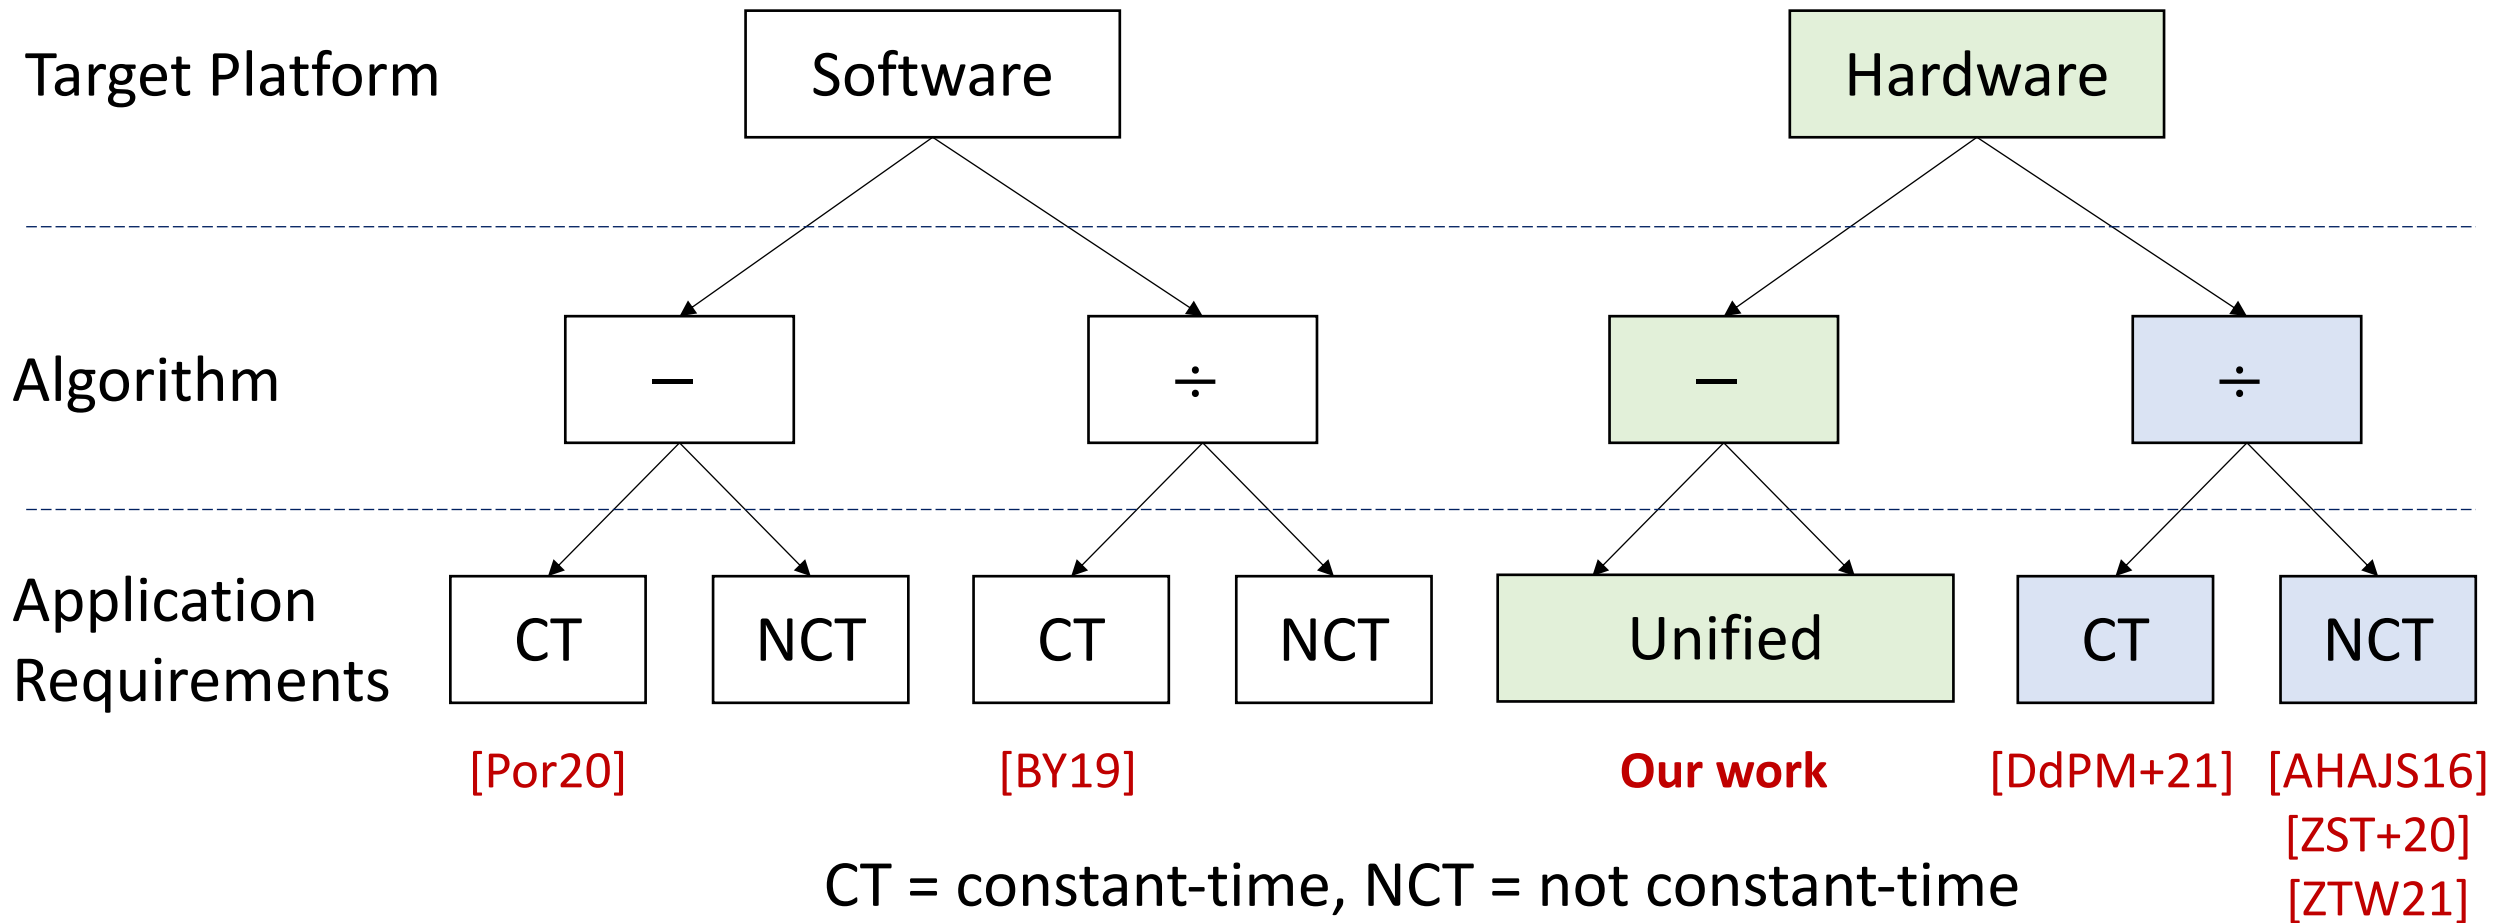 Target Platform
Software
Hardware
Algorithm
−
÷
−
÷
Application
Requirements
CT
NCT
CT
NCT
Unified
CT
NCT
[Por20]
[BY19]
Our work
[DdPM+21]
[AHAJS16]
[ZST+20]
[ZTW21]
CT = constant-time, NCT = not constant-time